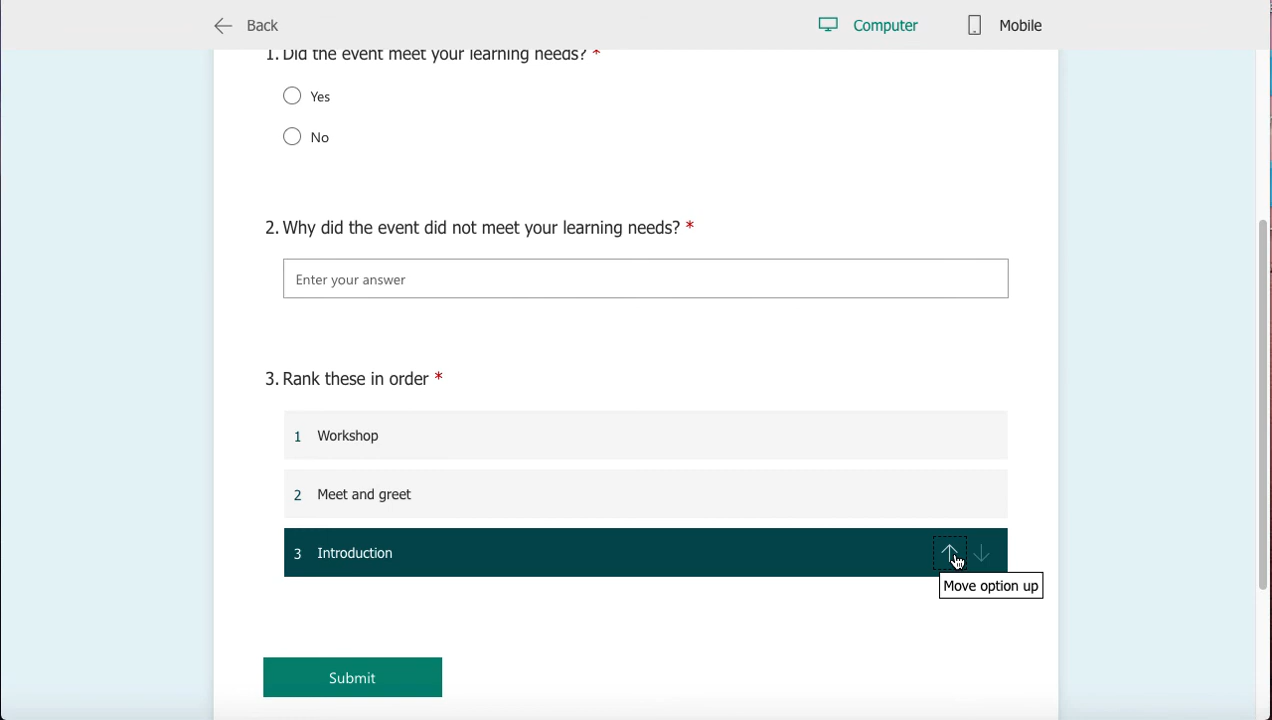 Back
Computer
Mobile
1. Did the event meet your learning needs? *
Yes
No
2. Why did the event did not meet your learning needs? *
Enter your answer
3. Rank these in order *
1 Workshop
2 Meet and greet
3 Introduction
Move option up
Submit